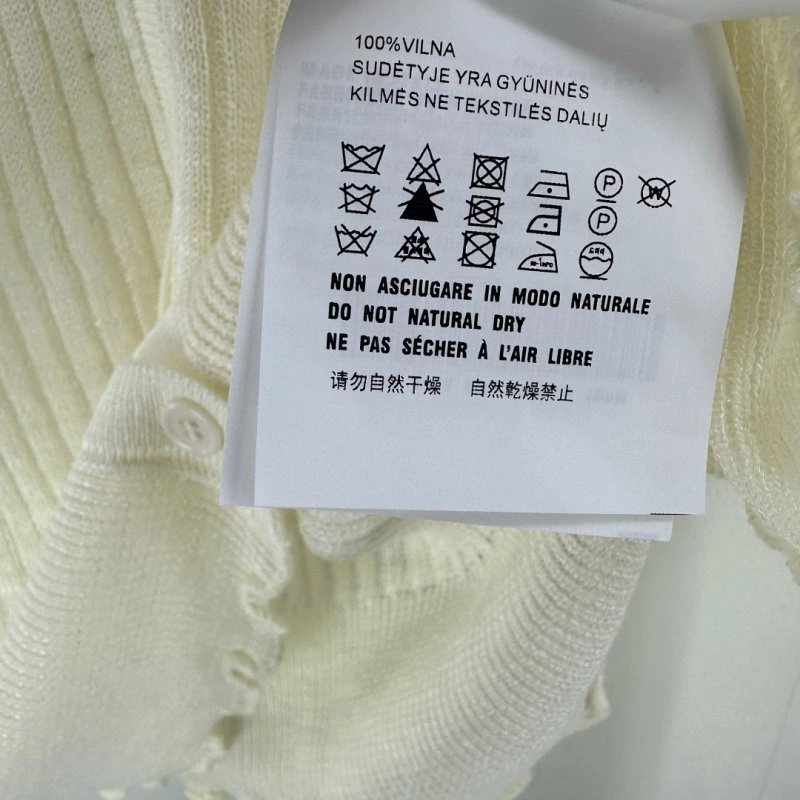 100%VILNA
SUDĖTYJE YRA GYŪNINĖS
KILMĖS NE TEKSTILĖS DALIŲ
P
W
P
NON ASCIUGARE IN MODO NATURALE
DO NOT NATURAL DRY
NE PAS SÉCHER À L'AIR LIBRE
请勿自然干燥 自然乾燥禁止